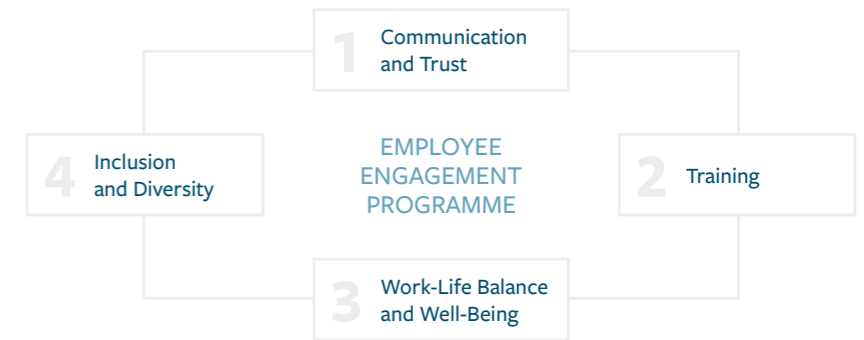 1
Communication
and Trust
4
Inclusion
and Diversity
EMPLOYEE
ENGAGEMENT
PROGRAMME
2
Training
3
Work-Life Balance
and Well-Being